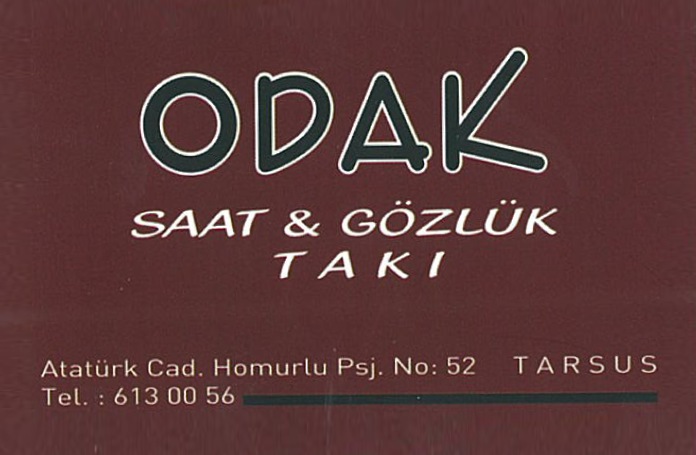 ODAK
SAAT & GÖZLÜK
TAKI
Atatürk Cad. Homurlu Psj. No: 52 TARSUS
Tel. : 613 00 56